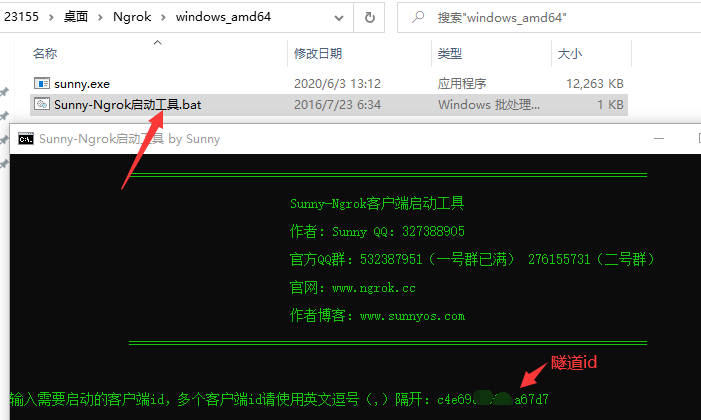 23155 > 桌面 > Ngrok > windows_amd64
搜索"windows_amd64"
名称 修改日期 类型 大小
sunny.exe 2020/6/3 13:12 应用程序 12,263 KB
Sunny-Ngrok启动工具.bat 2016/7/23 6:34 Windows 批处理... 1 KB
Sunny-Ngrok启动工具 by Sunny
Sunny-Ngrok客户端启动工具
作者: Sunny QQ: 327388905
官方QQ群: 532387951（一号群已满） 276155731（二号群）
官网: www.ngrok.cc
作者博客: www.sunnyos.com
隧道id
输入需要启动的客户端id，多个客户端id请使用英文逗号（,）隔开: c4e69 a67d7